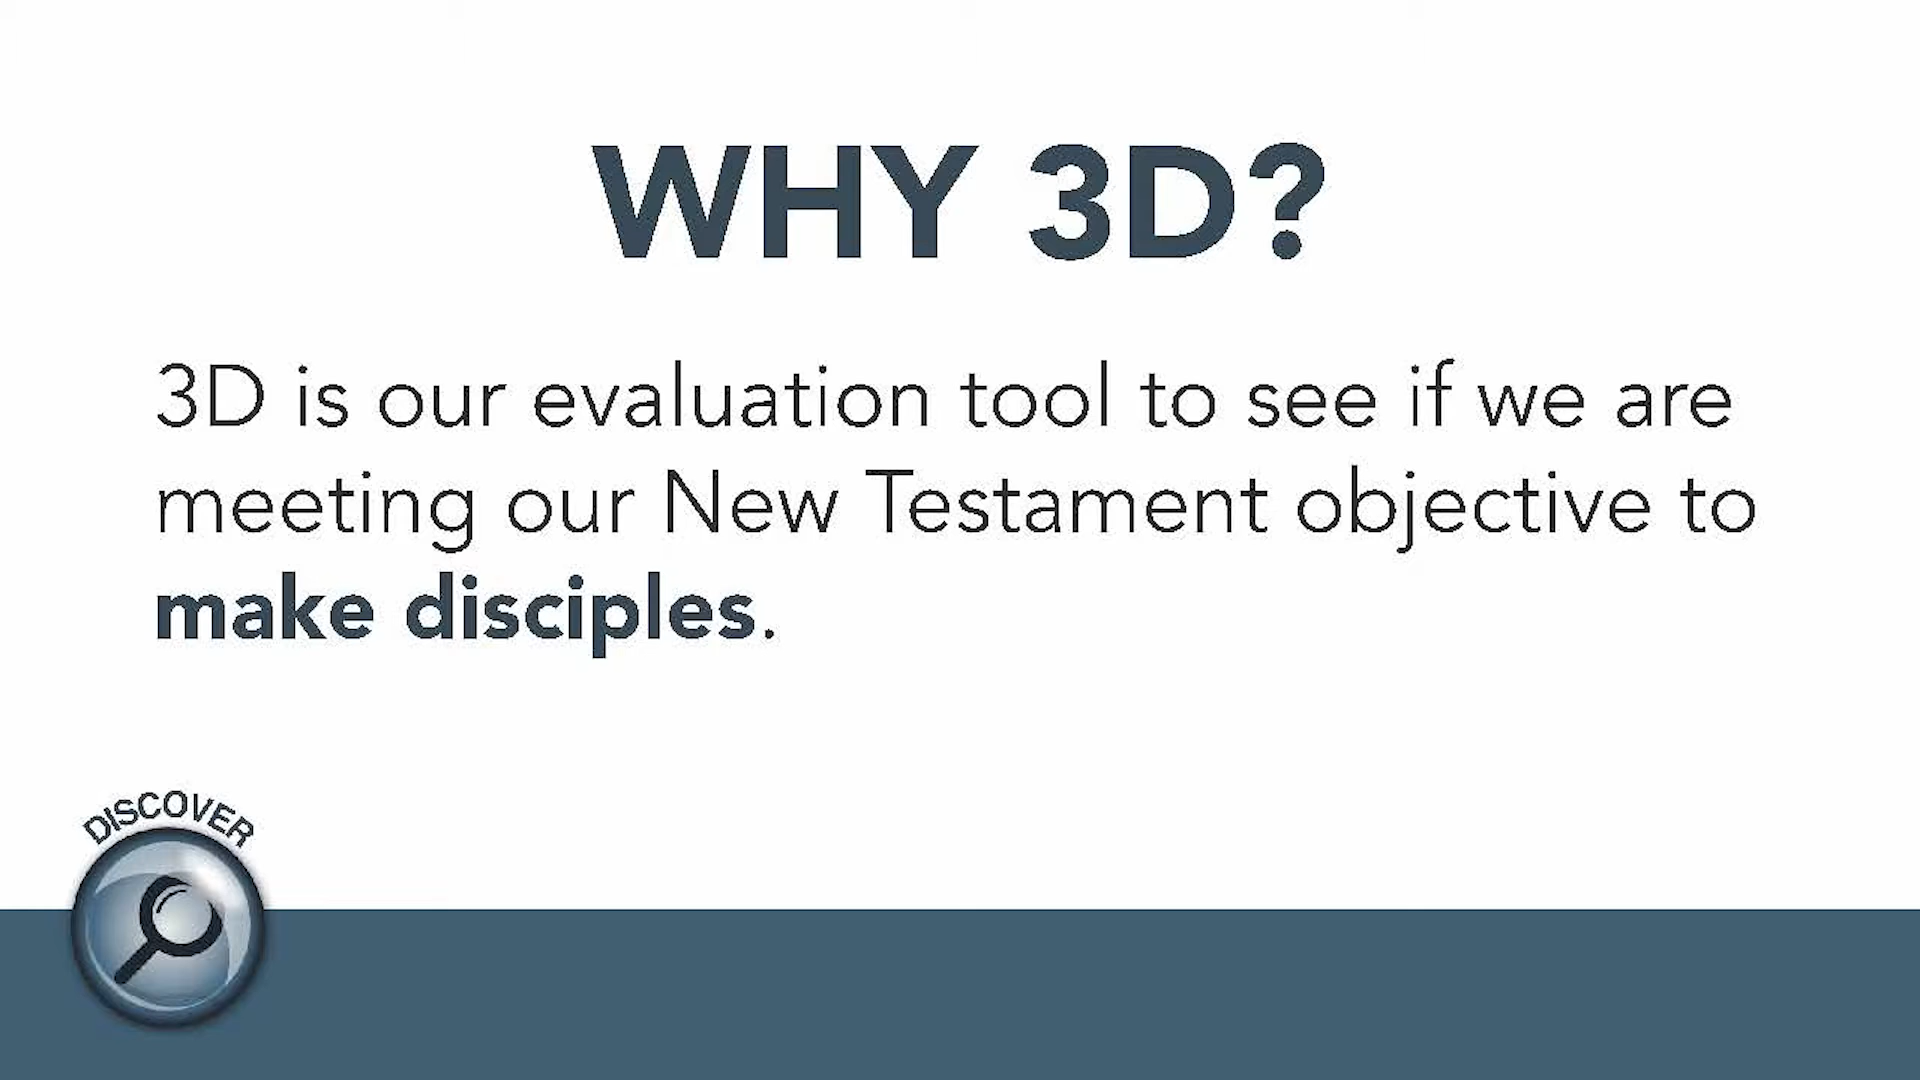 WHY 3D?
3D is our evaluation tool to see if we are
meeting our New Testament objective to
make disciples.
DISCOVER